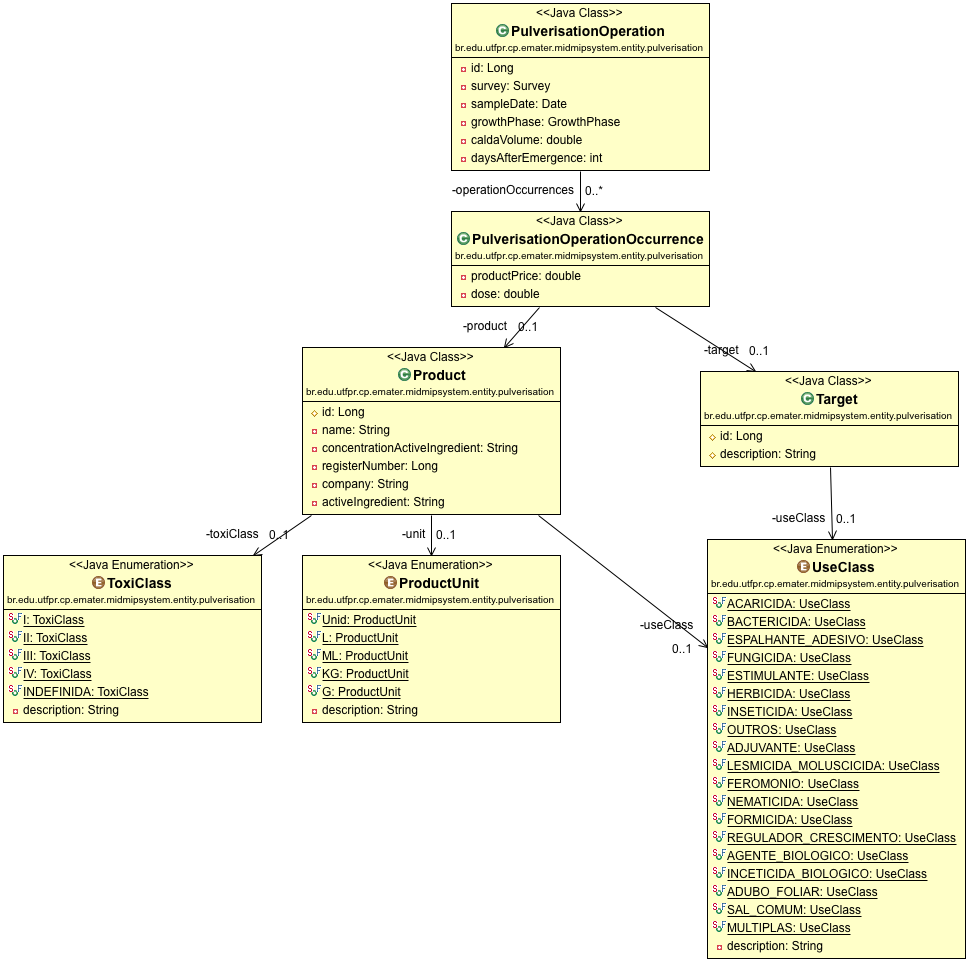 <<Java Class>>
PulverisationOperation
br.edu.utfpr.cp.emater.midmipsystem.entity.pulverisation
id: Long
survey: Survey
sampleDate: Date
growthPhase: GrowthPhase
caldaVolume: double
daysAfterEmergence: int
-operationOccurrences 0..*
<<Java Class>>
PulverisationOperationOccurrence
br.edu.utfpr.cp.emater.midmipsystem.entity.pulverisation
productPrice: double
dose: double
-product 0..1
-target 0..1
<<Java Class>>
Product
br.edu.utfpr.cp.emater.midmipsystem.entity.pulverisation
id: Long
name: String
concentrationActiveIngredient: String
registerNumber: Long
company: String
activeIngredient: String
<<Java Class>>
Target
br.edu.utfpr.cp.emater.midmipsystem.entity.pulverisation
id: Long
description: String
-toxiClass 0..1
-unit 0..1
-useClass 0..1
-useClass
0..1
<<Java Enumeration>>
ToxiClass
br.edu.utfpr.cp.emater.midmipsystem.entity.pulverisation
I: ToxiClass
II: ToxiClass
III: ToxiClass
IV: ToxiClass
INDEFINIDA: ToxiClass
description: String
<<Java Enumeration>>
ProductUnit
br.edu.utfpr.cp.emater.midmipsystem.entity.pulverisation
Unid: ProductUnit
L: ProductUnit
ML: ProductUnit
KG: ProductUnit
G: ProductUnit
description: String
<<Java Enumeration>>
UseClass
br.edu.utfpr.cp.emater.midmipsystem.entity.pulverisation
ACARICIDA: UseClass
BACTERICIDA: UseClass
ESPALHANTE_ADESIVO: UseClass
FUNGICIDA: UseClass
ESTIMULANTE: UseClass
HERBICIDA: UseClass
INSETICIDA: UseClass
OUTROS: UseClass
ADJUVANTE: UseClass
LESMICIDA_MOLUSCICIDA: UseClass
FEROMONIO: UseClass
NEMATICIDA: UseClass
FORMICIDA: UseClass
REGULADOR_CRESCIMENTO: UseClass
AGENTE_BIOLOGICO: UseClass
INCETICIDA_BIOLOGICO: UseClass
ADUBO_FOLIAR: UseClass
SAL_COMUM: UseClass
MULTIPLAS: UseClass
description: String